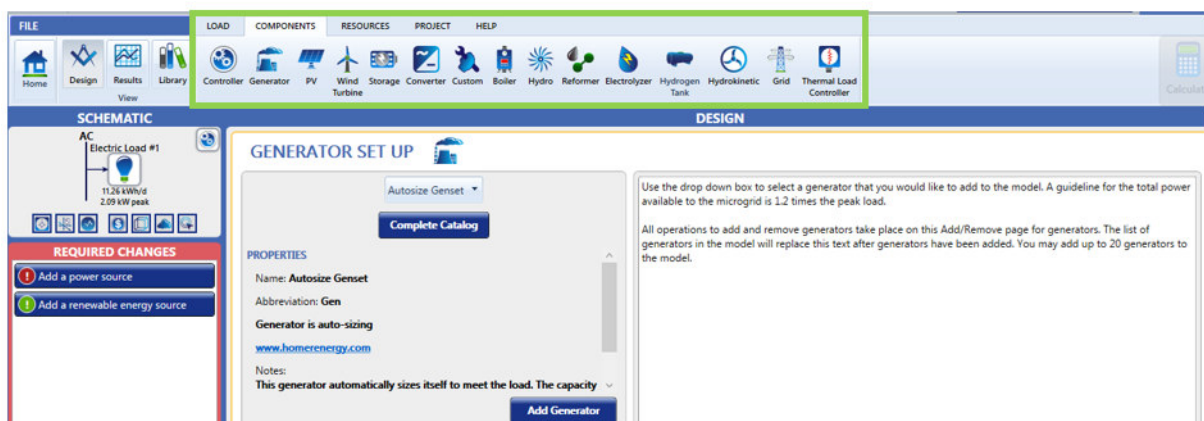 FILE
LOAD COMPONENTS RESOURCES PROJECT HELP
Home
Design Results Library
View
Controller Generator PV Wind Turbine Storage Converter Custom Boiler Hydro Reformer Electrolyzer Hydrogen Tank Hydrokinetic Grid Thermal Load Controller
SCHEMATIC
DESIGN
AC
Electric Load #1
11.26 kWh/d
2.09 kW peak
REQUIRED CHANGES
Add a power source
Add a renewable energy source
GENERATOR SET UP
Autosize Genset
Complete Catalog
PROPERTIES
Name: Autosize Genset
Abbreviation: Gen
Generator is auto-sizing
www.homerenergy.com
Notes:
This generator automatically sizes itself to meet the load. The capacity
Add Generator
Use the drop down box to select a generator that you would like to add to the model. A guideline for the total power
available to the microgrid is 1.2 times the peak load.
All operations to add and remove generators take place on this Add/Remove page for generators. The list of
generators in the model will replace this text after generators have been added. You may add up to 20 generators to
the model.